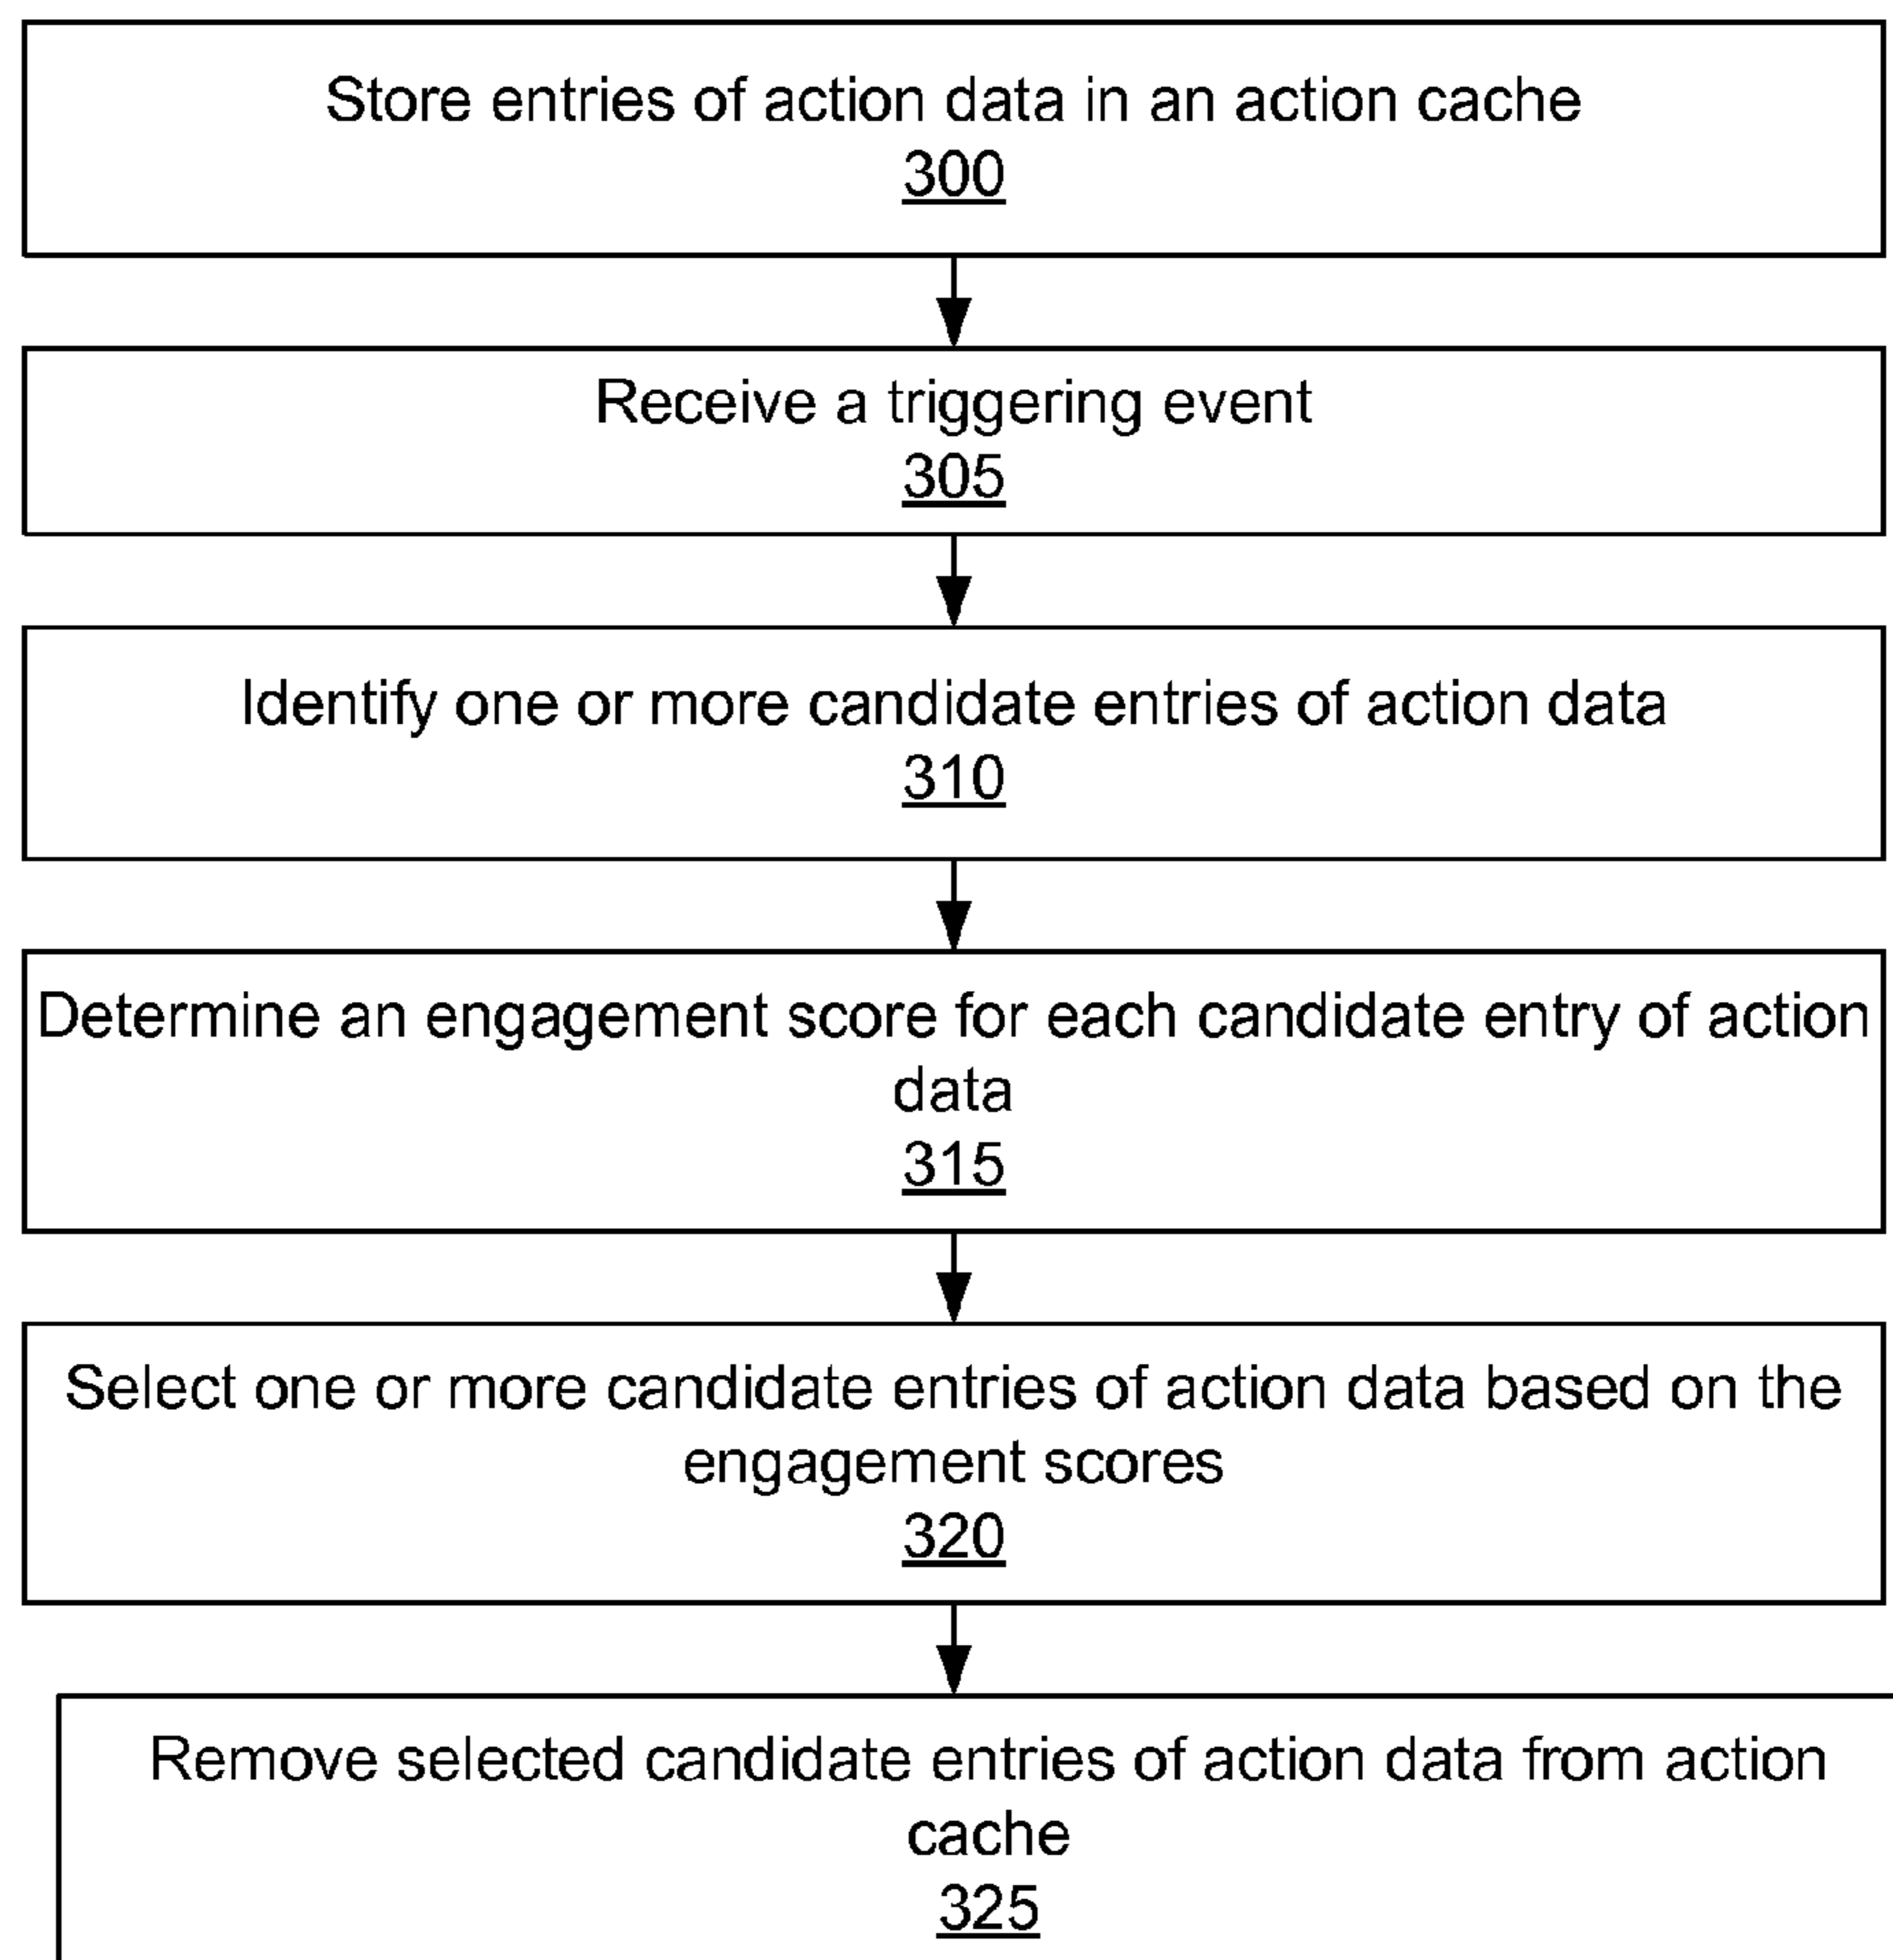 Store entries of action data in an action cache
300
Receive a triggering event
305
Identify one or more candidate entries of action data
310
Determine an engagement score for each candidate entry of action
data
315
Select one or more candidate entries of action data based on the
engagement scores
320
Remove selected candidate entries of action data from action
cache
325